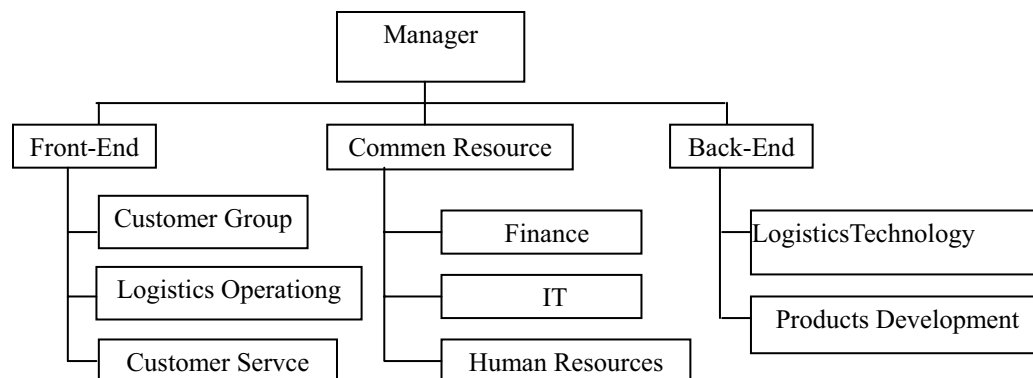 Manager
Front-End
Commen Resource
Back-End
Customer Group
Finance
LogisticsTechnology
Logistics Operationg
IT
Products Development
Customer Servce
Human Resources